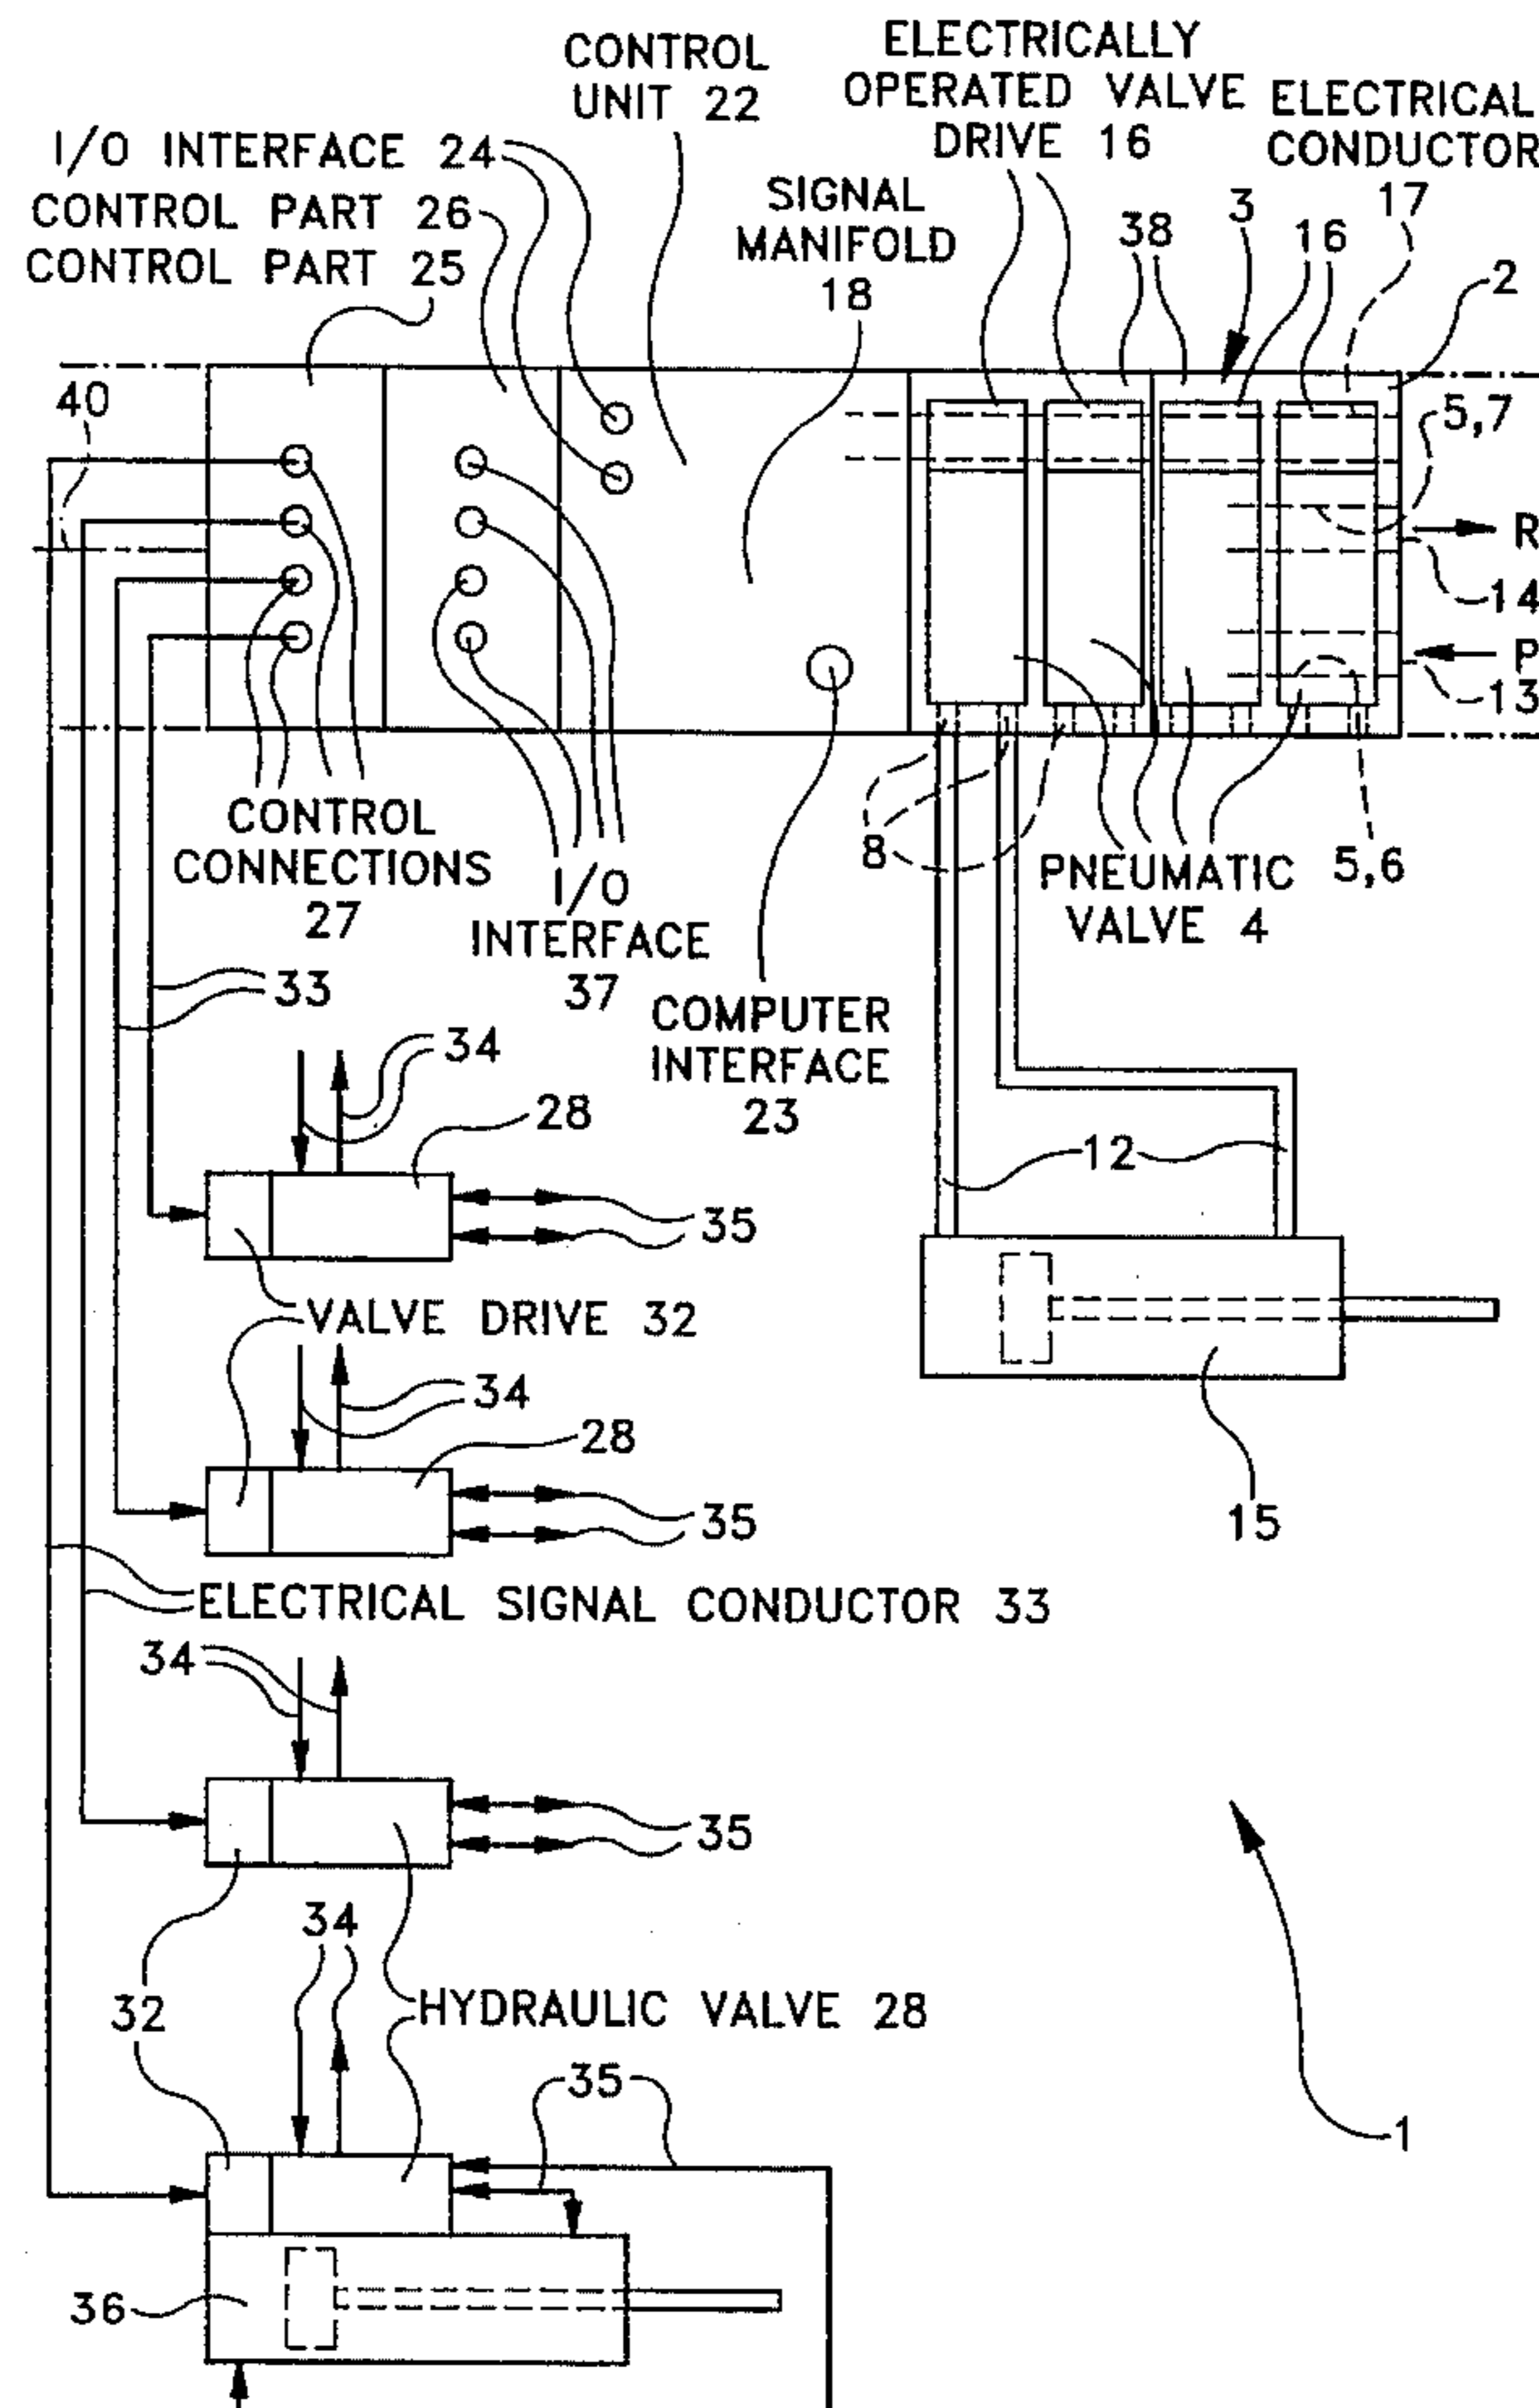 CONTROL
UNIT 22
ELECTRICALLY
OPERATED VALVE
DRIVE 16
ELECTRICAL
CONDUCTOR
17
I/O INTERFACE 24
CONTROL PART 26
CONTROL PART 25
SIGNAL
MANIFOLD
18
38
3
16
2
40
5,7
R
14
P
13
CONTROL
CONNECTIONS
27
I/O
INTERFACE
37
8
PNEUMATIC
VALVE 4
5,6
33
COMPUTER
INTERFACE
23
34
28
12
35
VALVE DRIVE 32
34
28
35
15
ELECTRICAL SIGNAL CONDUCTOR 33
34
35
34
32
HYDRAULIC VALVE 28
35
1
36